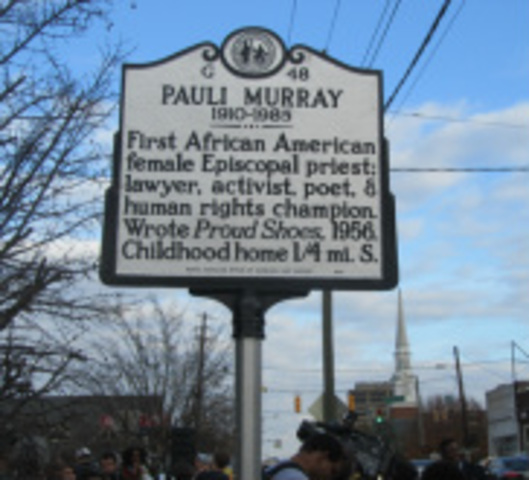 G 48
PAULI MURRAY
1910-1985
First African American
female Episcopal priest;
lawyer, activist, poet, &
human rights champion.
Wrote Proud Shoes, 1956.
Childhood home 1/4 mi. S.